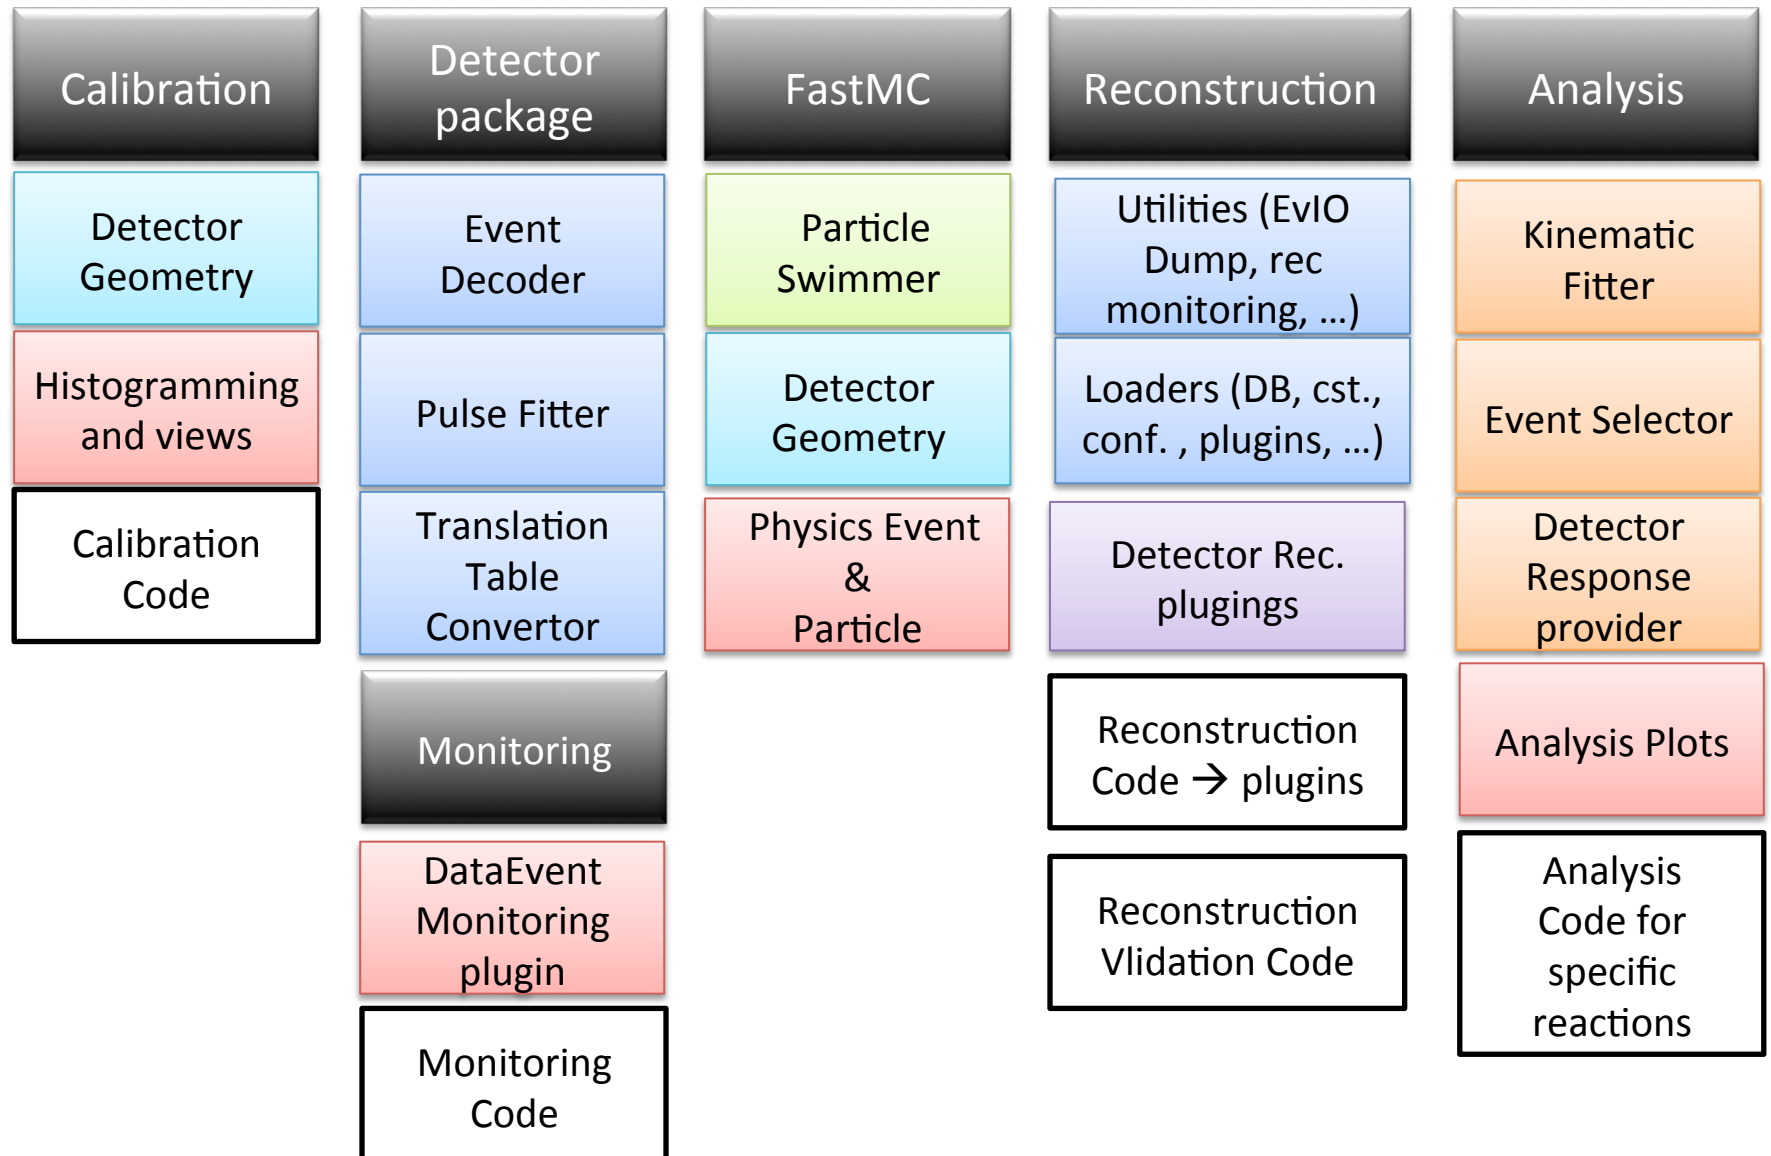 Calibration
Detector
Geometry
Histogramming
and views
Calibration
Code
Detector
package
Event
Decoder
Pulse Fitter
Translation
Table
Convertor
Monitoring
DataEvent
Monitoring
plugin
Monitoring
Code
FastMC
Particle
Swimmer
Detector
Geometry
Physics Event
&
Particle
Reconstruction
Utilities (EvIO
Dump, rec
monitoring, ...)
Loaders (DB, cst.,
conf. , plugins, ...)
Detector Rec.
plugings
Reconstruction
Code → plugins
Reconstruction
Vlidation Code
Analysis
Kinematic
Fitter
Event Selector
Detector
Response
provider
Analysis Plots
Analysis
Code for
specific
reactions